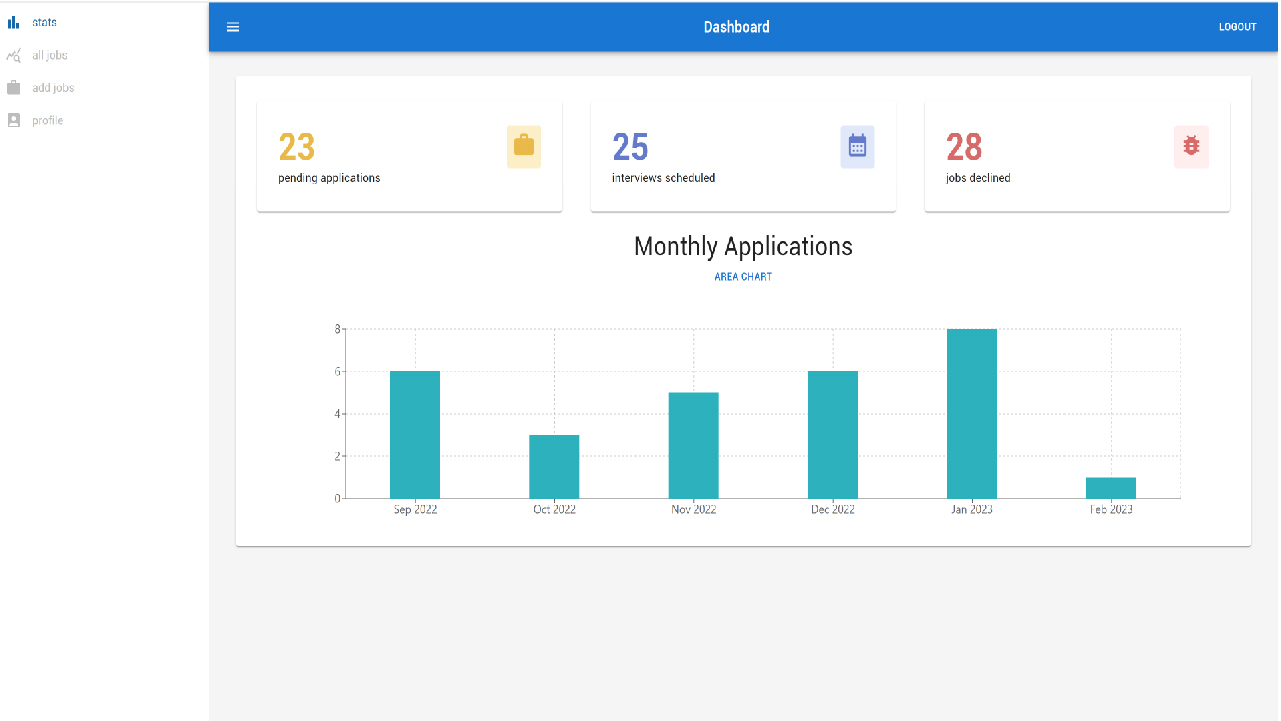 stats
all jobs
add jobs
profile
Dashboard
LOGOUT
23
pending applications
25
interviews scheduled
28
jobs declined
Monthly Applications
AREA CHART
8
6
4
2
0
Sep 2022 Oct 2022 Nov 2022 Dec 2022 Jan 2023 Feb 2023